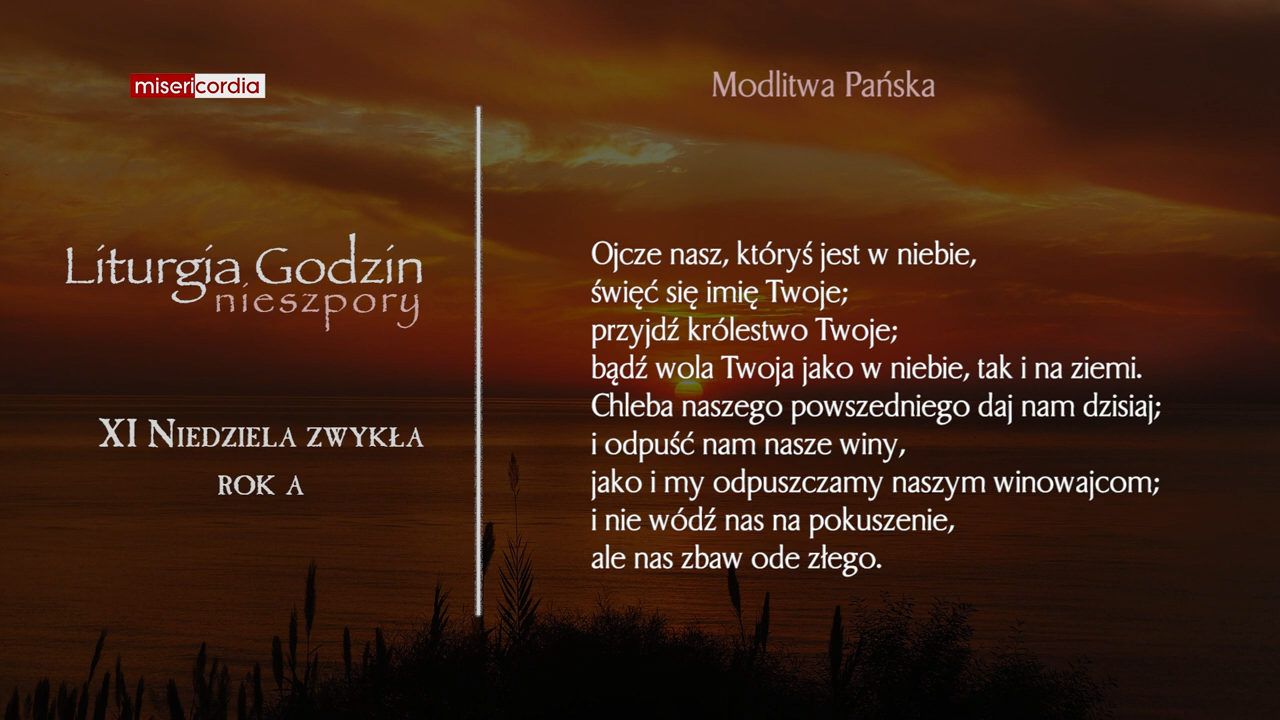 misericordia
Liturgia Godzin
nieszpory
XI Niedziela zwykła
rok A
Modlitwa Pańska
Ojcze nasz, któryś jest w niebie,
święć się imię Twoje;
przyjdź królestwo Twoje;
bądź wola Twoja jako w niebie, tak i na ziemi.
Chleba naszego powszedniego daj nam dzisiaj;
i odpuść nam nasze winy,
jako i my odpuszczamy naszym winowajcom;
i nie wódź nas na pokuszenie,
ale nas zbaw ode złego.